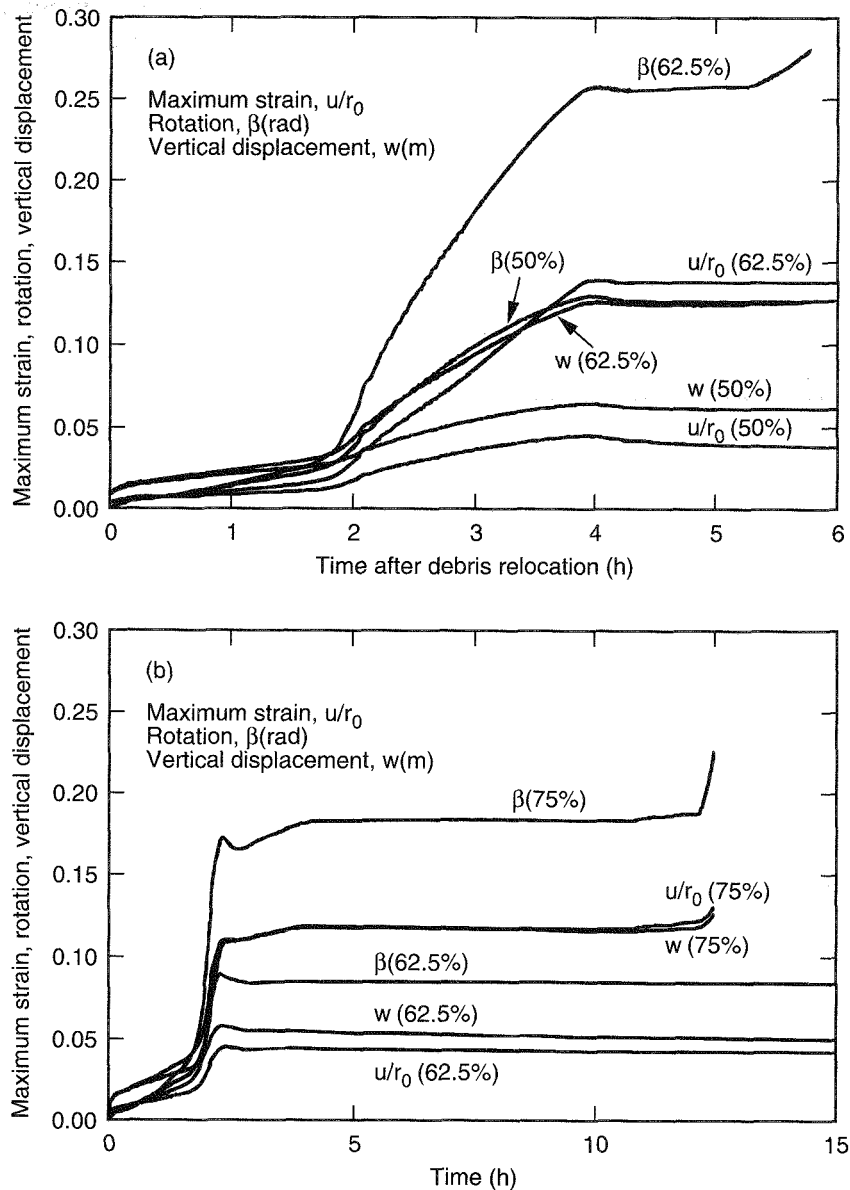 Maximum strain, rotation, vertical displacement
0.30
0.25
0.20
0.15
0.10
0.05
0.00
(a)
Maximum strain, u/r₀
Rotation, β(rad)
Vertical displacement, w(m)
β(62.5%)
β(50%)
u/r₀ (62.5%)
w (62.5%)
w (50%)
u/r₀ (50%)
0 1 2 3 4 5 6
Time after debris relocation (h)
Maximum strain, rotation, vertical displacement
0.30
0.25
0.20
0.15
0.10
0.05
0.00
(b)
Maximum strain, u/r₀
Rotation, β(rad)
Vertical displacement, w(m)
β(75%)
u/r₀ (75%)
w (75%)
β(62.5%)
w (62.5%)
u/r₀ (62.5%)
0 5 10 15
Time (h)